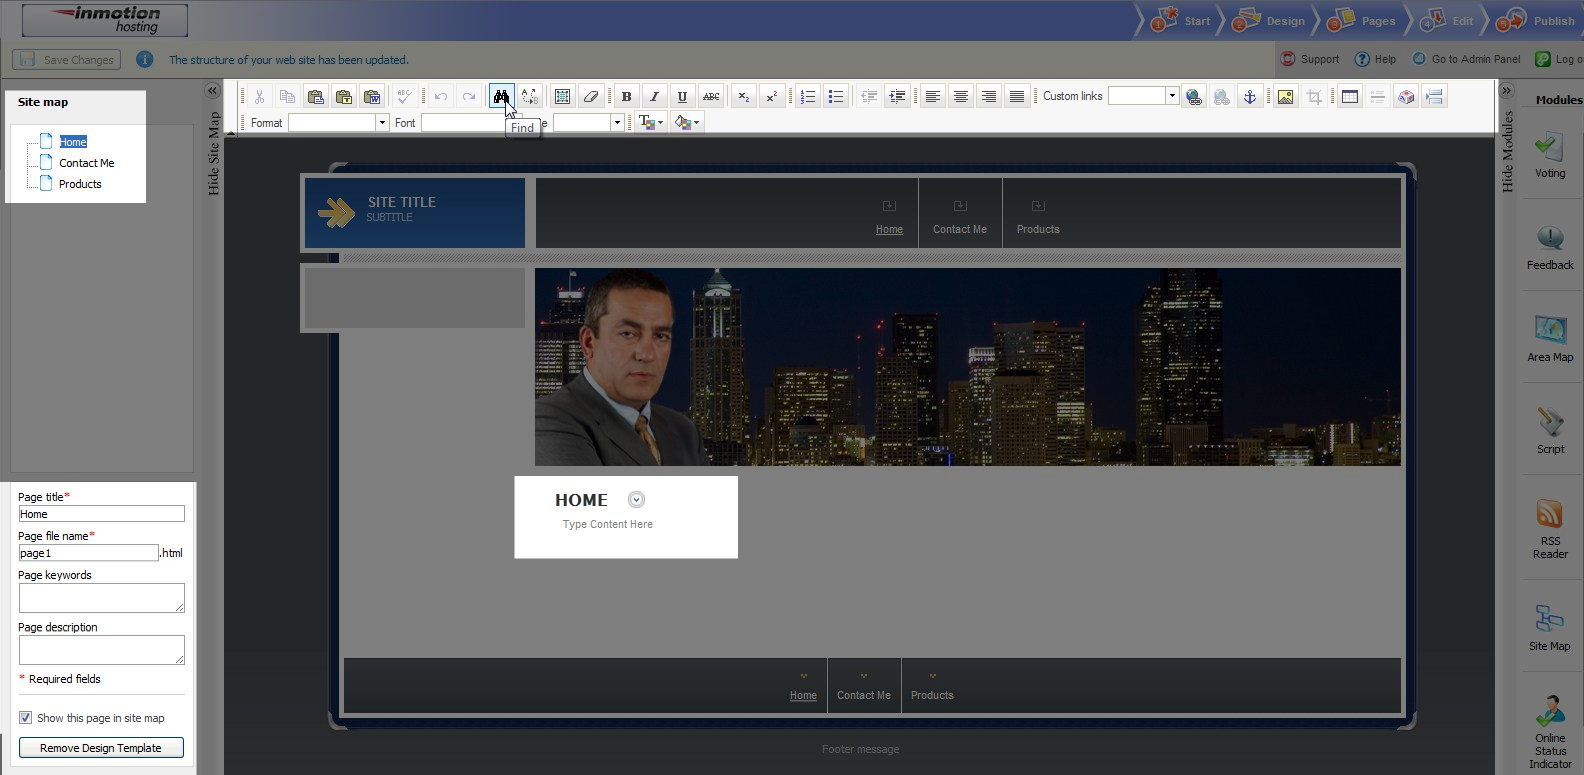 inmotion
hosting
1 Start
2 Design
3 Pages
4 Edit
5 Publish
Save Changes
The structure of your web site has been updated.
Support
Help
Go to Admin Panel
Log o
Site map
Home
Contact Me
Products
Hide Site Map
ABC
B I U ABC x₂ x²
Custom links
Format
Font
Find
e
Hide Modules
Modules
Voting
Feedback
Area Map
Script
RSS
Reader
Site Map
Online
Status
Indicator
SITE TITLE
SUBTITLE
Home
Contact Me
Products
HOME
Type Content Here
Page title*
Home
Page file name*
page1 .html
Page keywords
Page description
* Required fields
Show this page in site map
Remove Design Template
Home
Contact Me
Products
Footer message